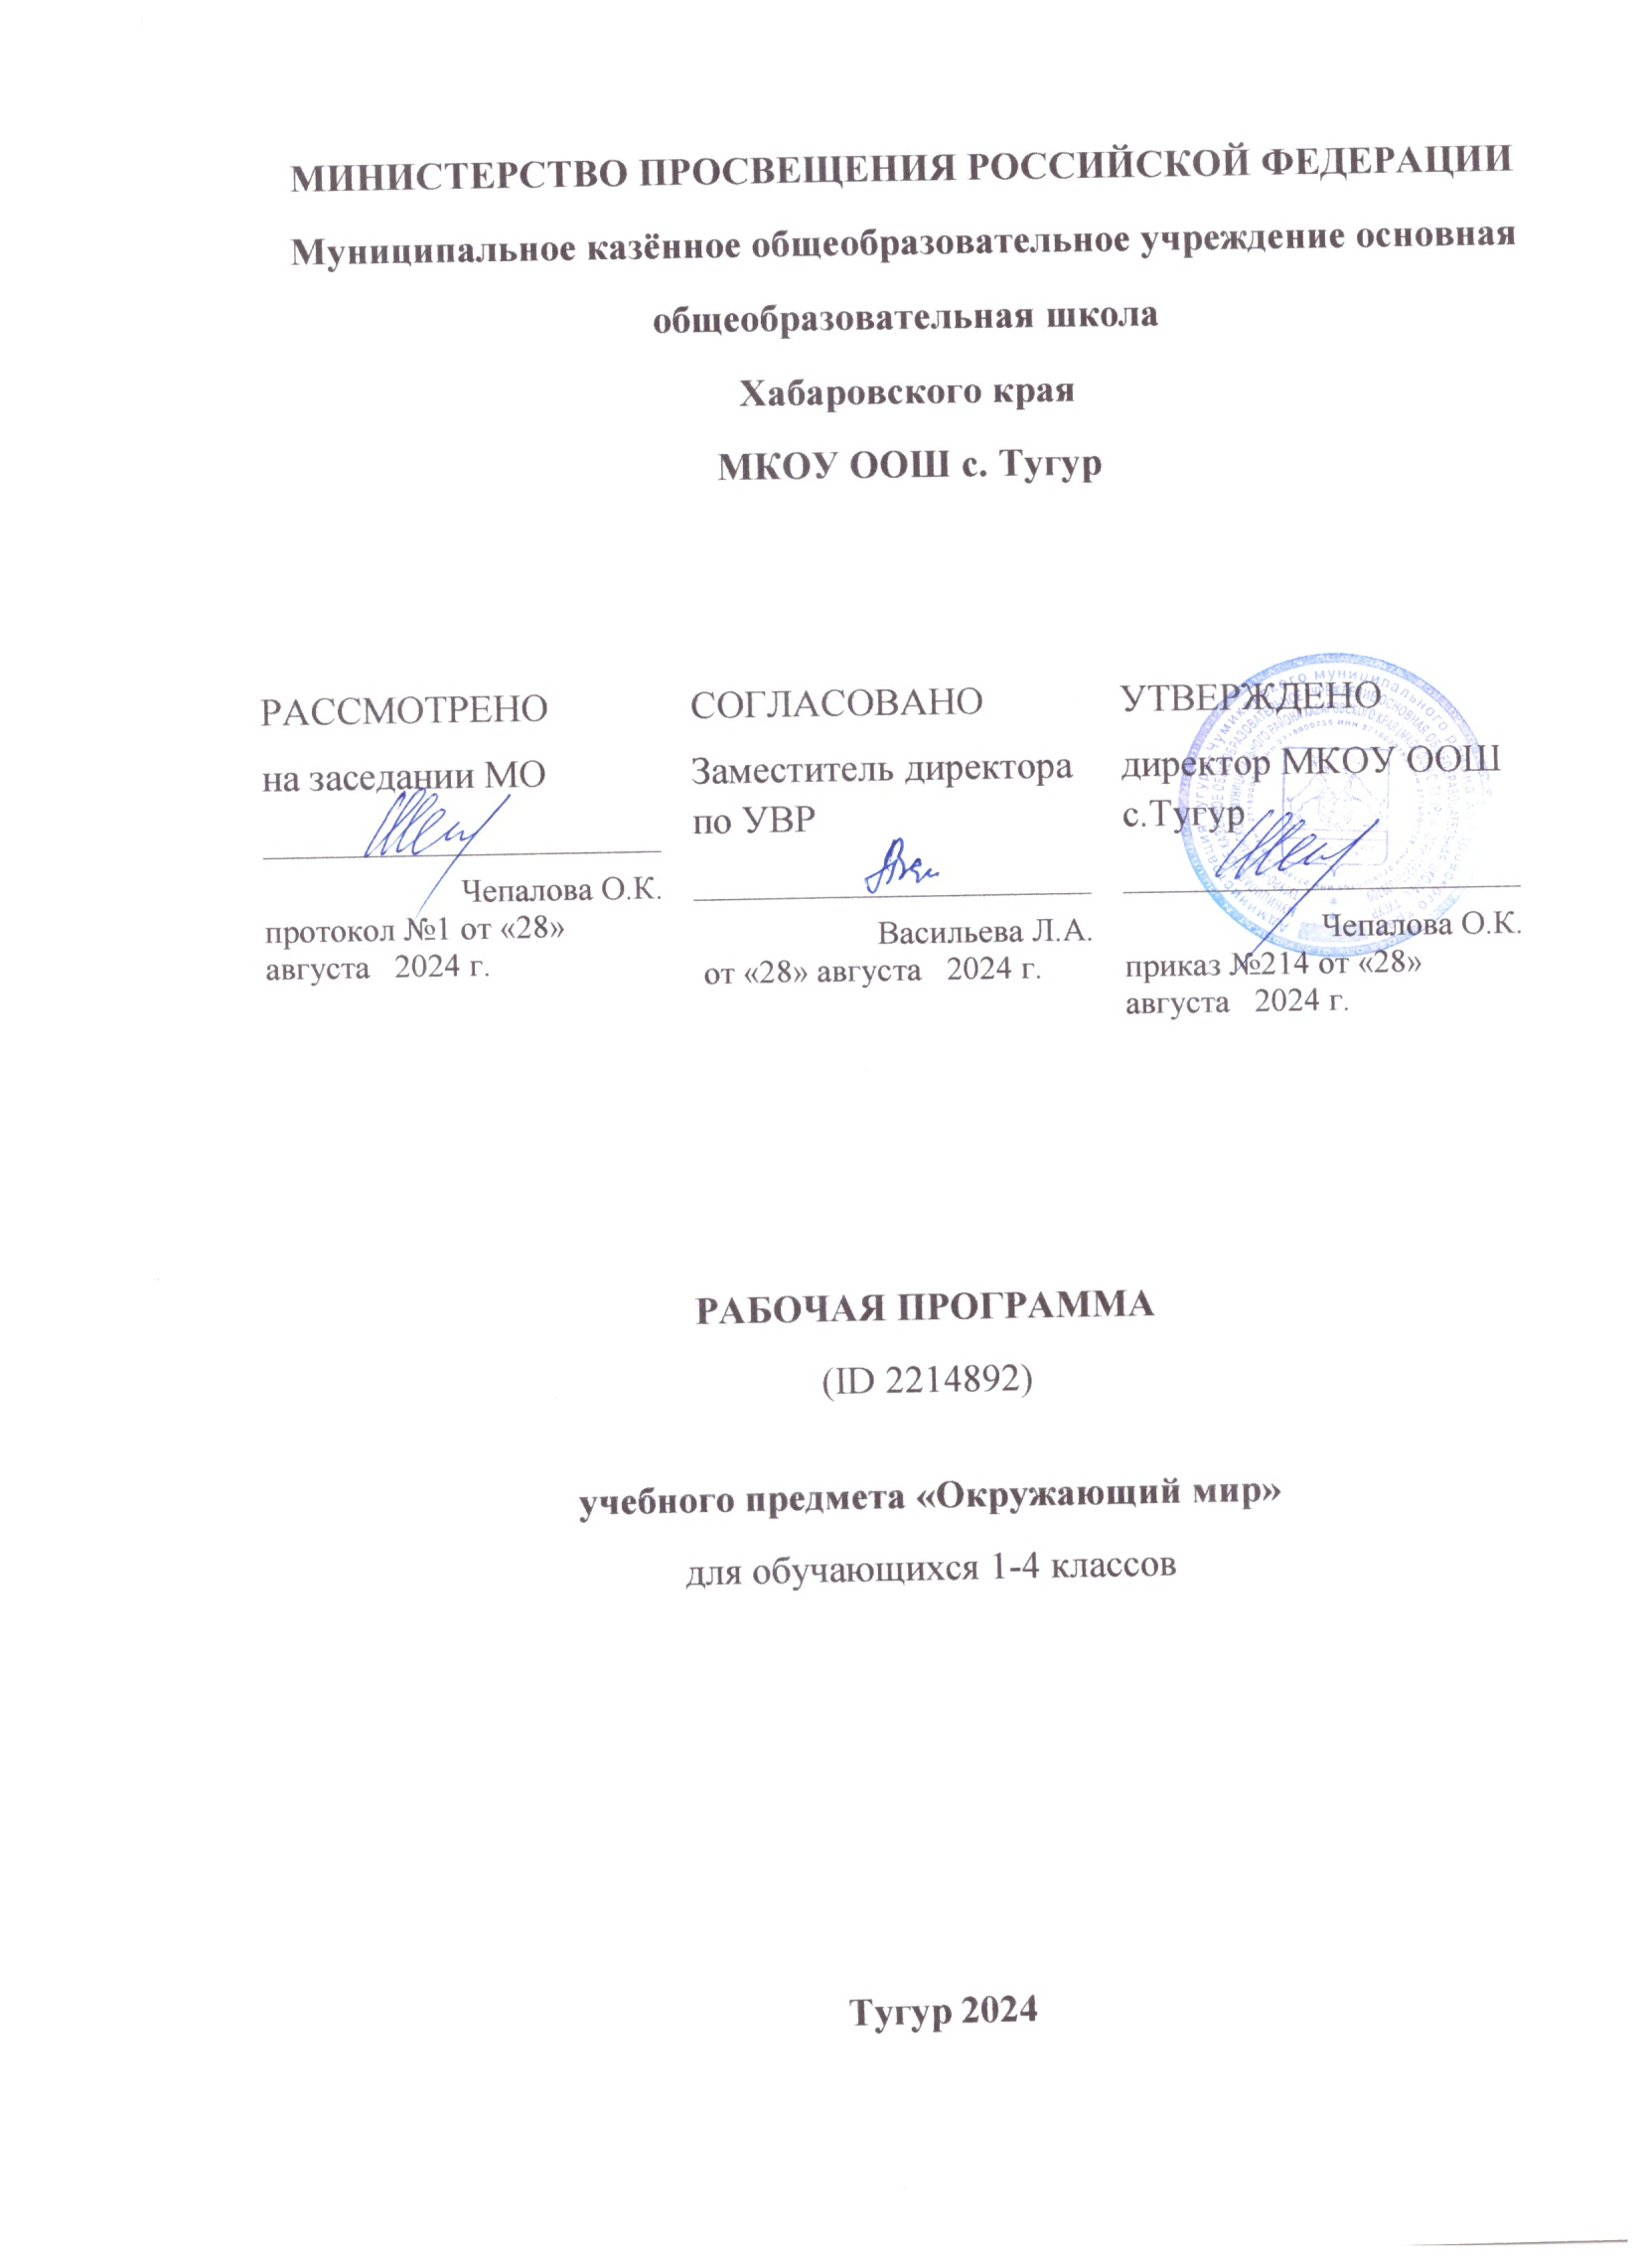 МИНИСТЕРСТВО ПРОСВЕЩЕНИЯ РОССИЙСКОЙ ФЕДЕРАЦИИ
Муниципальное казённое общеобразовательное учреждение основная
общеобразовательная школа
Хабаровского края
МКОУ ООШ с. Тугур
РАССМОТРЕНО
на заседании МО
Чепалова О.К.
протокол №1 от «28»
августа 2024 г.
СОГЛАСОВАНО
Заместитель директора
по УВР
Васильева Л.А.
от «28» августа 2024 г.
УТВЕРЖДЕНО
директор МКОУ ООШ
с.Тугур
Чепалова О.К.
приказ №214 от «28»
августа 2024 г.
РАБОЧАЯ ПРОГРАММА
(ID 2214892)
учебного предмета «Окружающий мир»
для обучающихся 1-4 классов
Тугур 2024